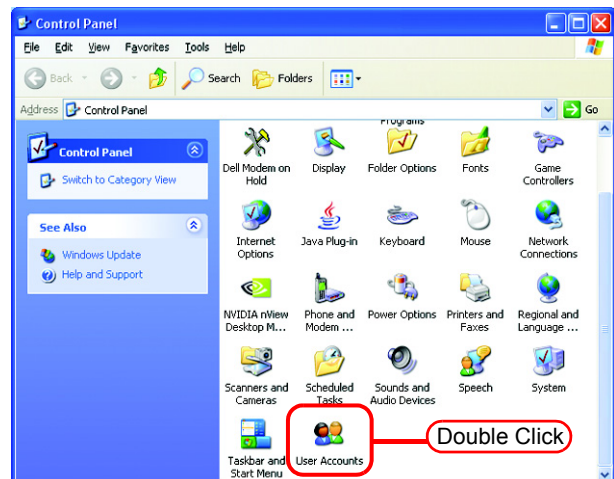 Control Panel
File Edit View Favorites Tools Help
Back Search Folders
Address Control Panel Go
Control Panel
Switch to Category View
See Also
Windows Update
Help and Support
Programs
Dell Modem on Hold
Display
Folder Options
Fonts
Game Controllers
Internet Options
Java Plug-in
Keyboard
Mouse
Network Connections
NVIDIA nView Desktop M...
Phone and Modem ...
Power Options
Printers and Faxes
Regional and Language ...
Scanners and Cameras
Scheduled Tasks
Sounds and Audio Devices
Speech
System
Taskbar and Start Menu
User Accounts
Double Click